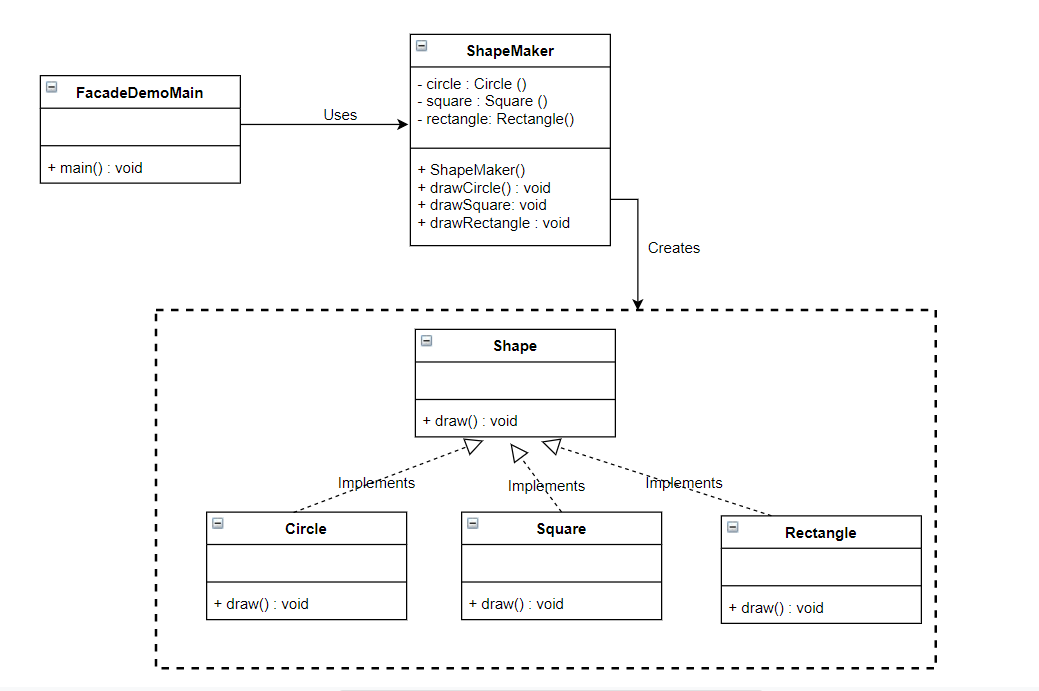 ShapeMaker
- circle : Circle ()
- square : Square ()
- rectangle: Rectangle()
+ ShapeMaker()
+ drawCircle() : void
+ drawSquare: void
+ drawRectangle : void
FacadeDemoMain
+ main() : void
Uses
Creates
Shape
+ draw() : void
Implements
Implements
Implements
Circle
+ draw() : void
Square
+ draw() : void
Rectangle
+ draw() : void